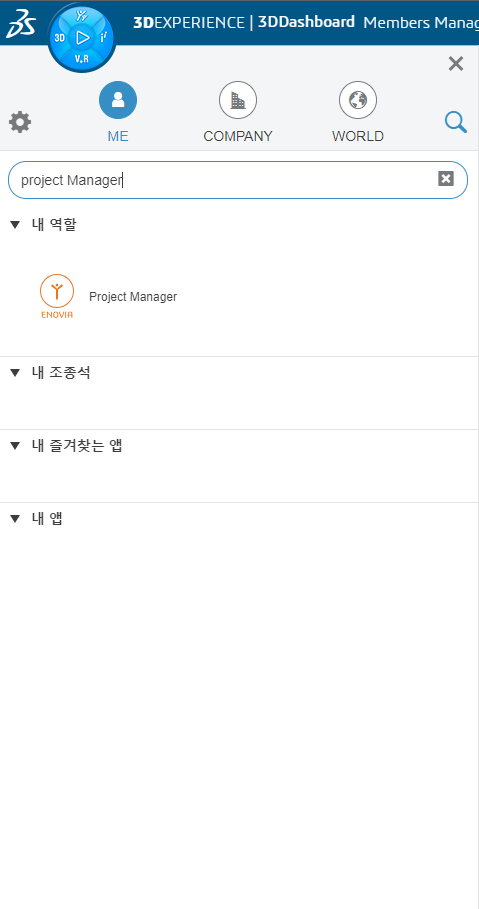 3DEXPERIENCE | 3DDashboard Members Manag
3D V.R
ME COMPANY WORLD
project Manager
내 역할
Project Manager
ENOVIA
내 조종석
내 즐겨찾는 앱
내 앱